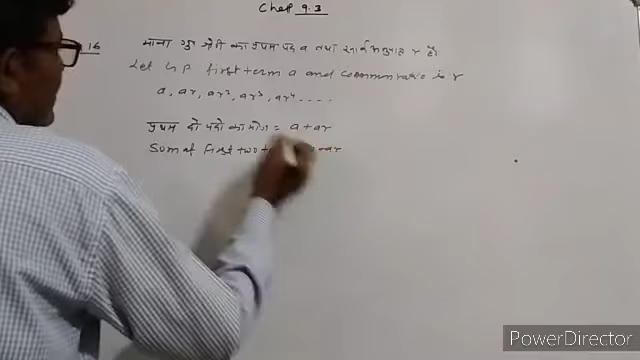 Chap 9.3
16 माना गु० श्रेणी का प्रथम पद a तथा सार्व अनुपात r है।
Let G.P first term a and common ratio is r
a, ar, ar², ar³, ar⁴ .....
प्रथम दो पदों का योग = a + ar
Sum of first two + ar
PowerDirector